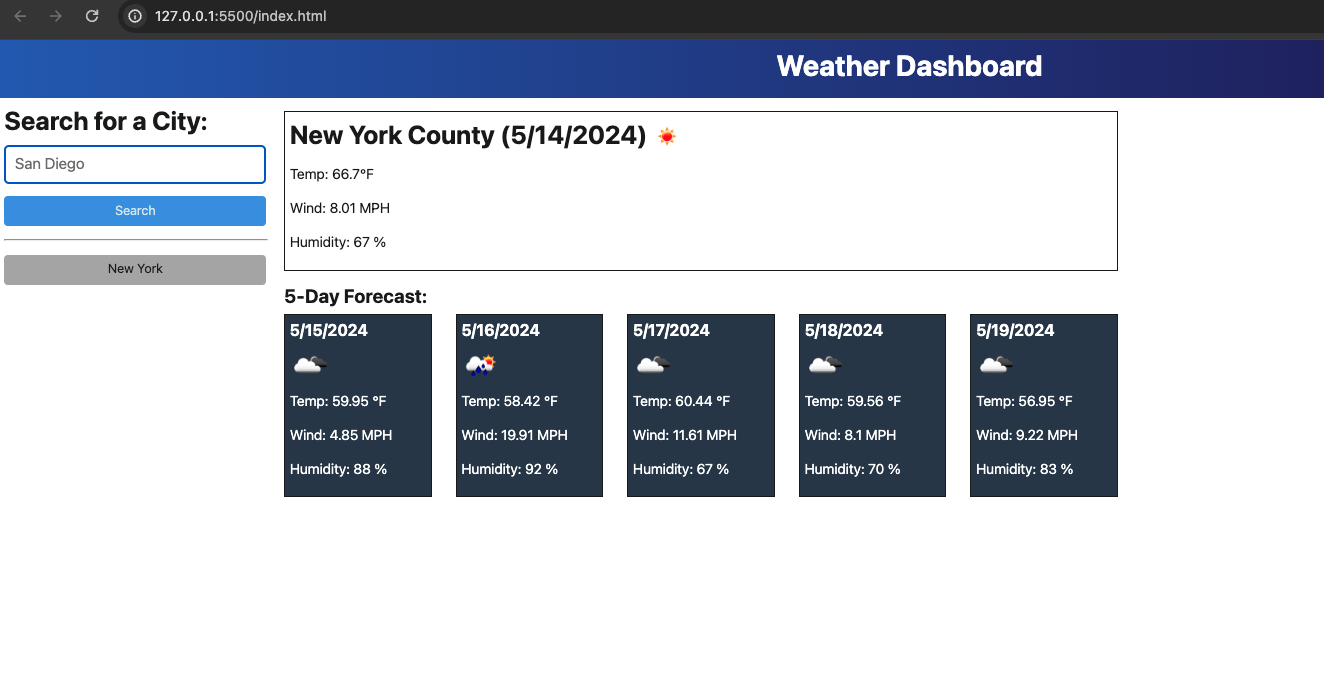 127.0.0.1:5500/index.html
Weather Dashboard
Search for a City:
San Diego
Search
New York
New York County (5/14/2024)
Temp: 66.7°F
Wind: 8.01 MPH
Humidity: 67 %
5-Day Forecast:
5/15/2024
Temp: 59.95 °F
Wind: 4.85 MPH
Humidity: 88 %
5/16/2024
Temp: 58.42 °F
Wind: 19.91 MPH
Humidity: 92 %
5/17/2024
Temp: 60.44 °F
Wind: 11.61 MPH
Humidity: 67 %
5/18/2024
Temp: 59.56 °F
Wind: 8.1 MPH
Humidity: 70 %
5/19/2024
Temp: 56.95 °F
Wind: 9.22 MPH
Humidity: 83 %